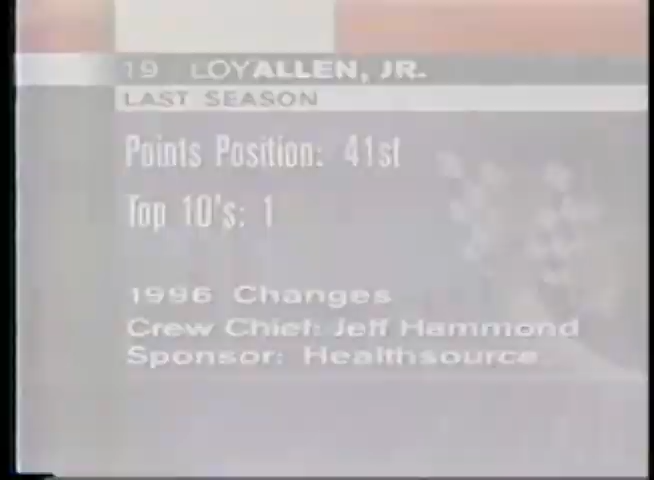 19 LOY ALLEN, JR.
LAST SEASON
Points Position: 41st
Top 10's: 1
1996 Changes
Crew Chief: Jeff Hammond
Sponsor: Healthsource